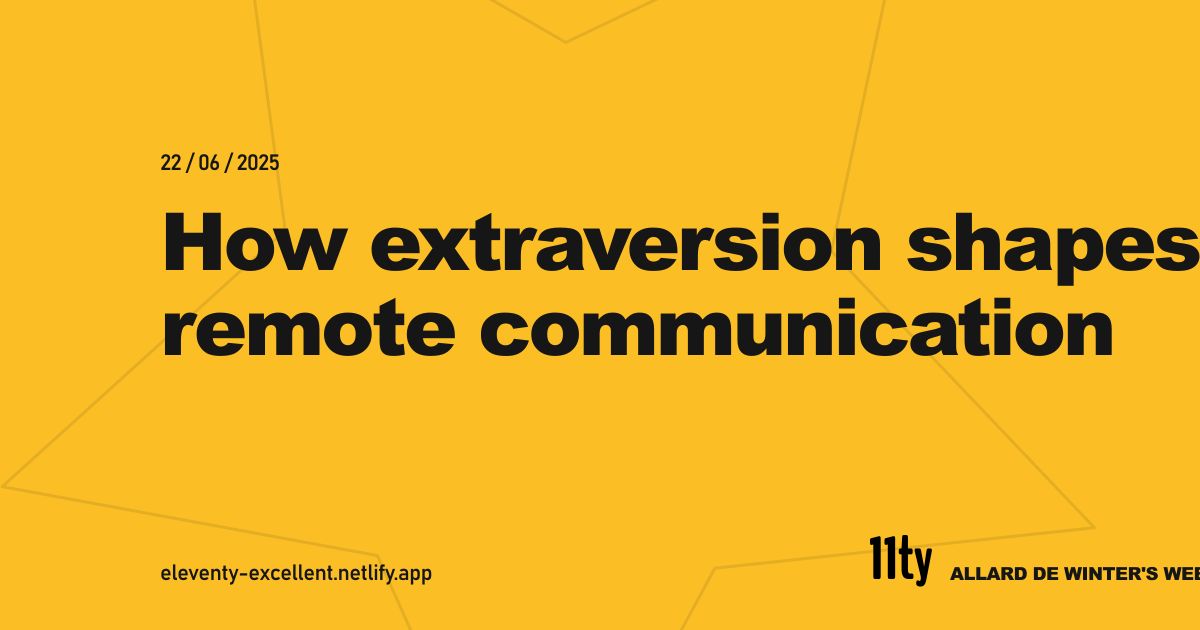 22 / 06 / 2025
How extraversion shapes
remote communication
eleventy-excellent.netlify.app
11ty
ALLARD DE WINTER'S